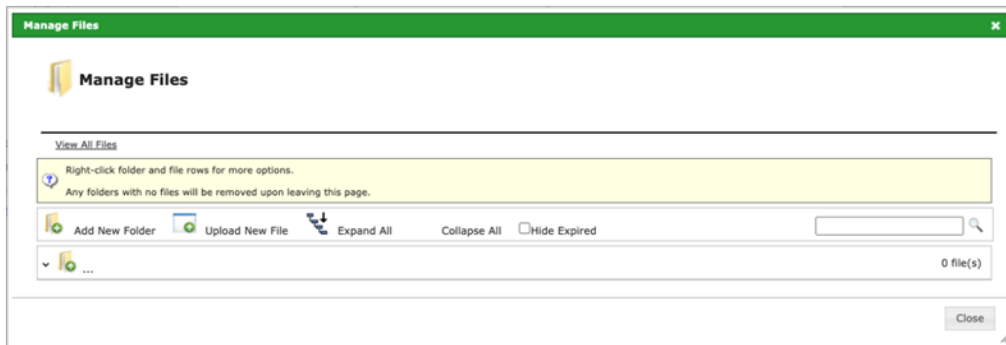 Manage Files
Manage Files
View All Files
Right-click folder and file rows for more options.
Any folders with no files will be removed upon leaving this page.
Add New Folder Upload New File Expand All Collapse All Hide Expired
... 0 file(s)
Close